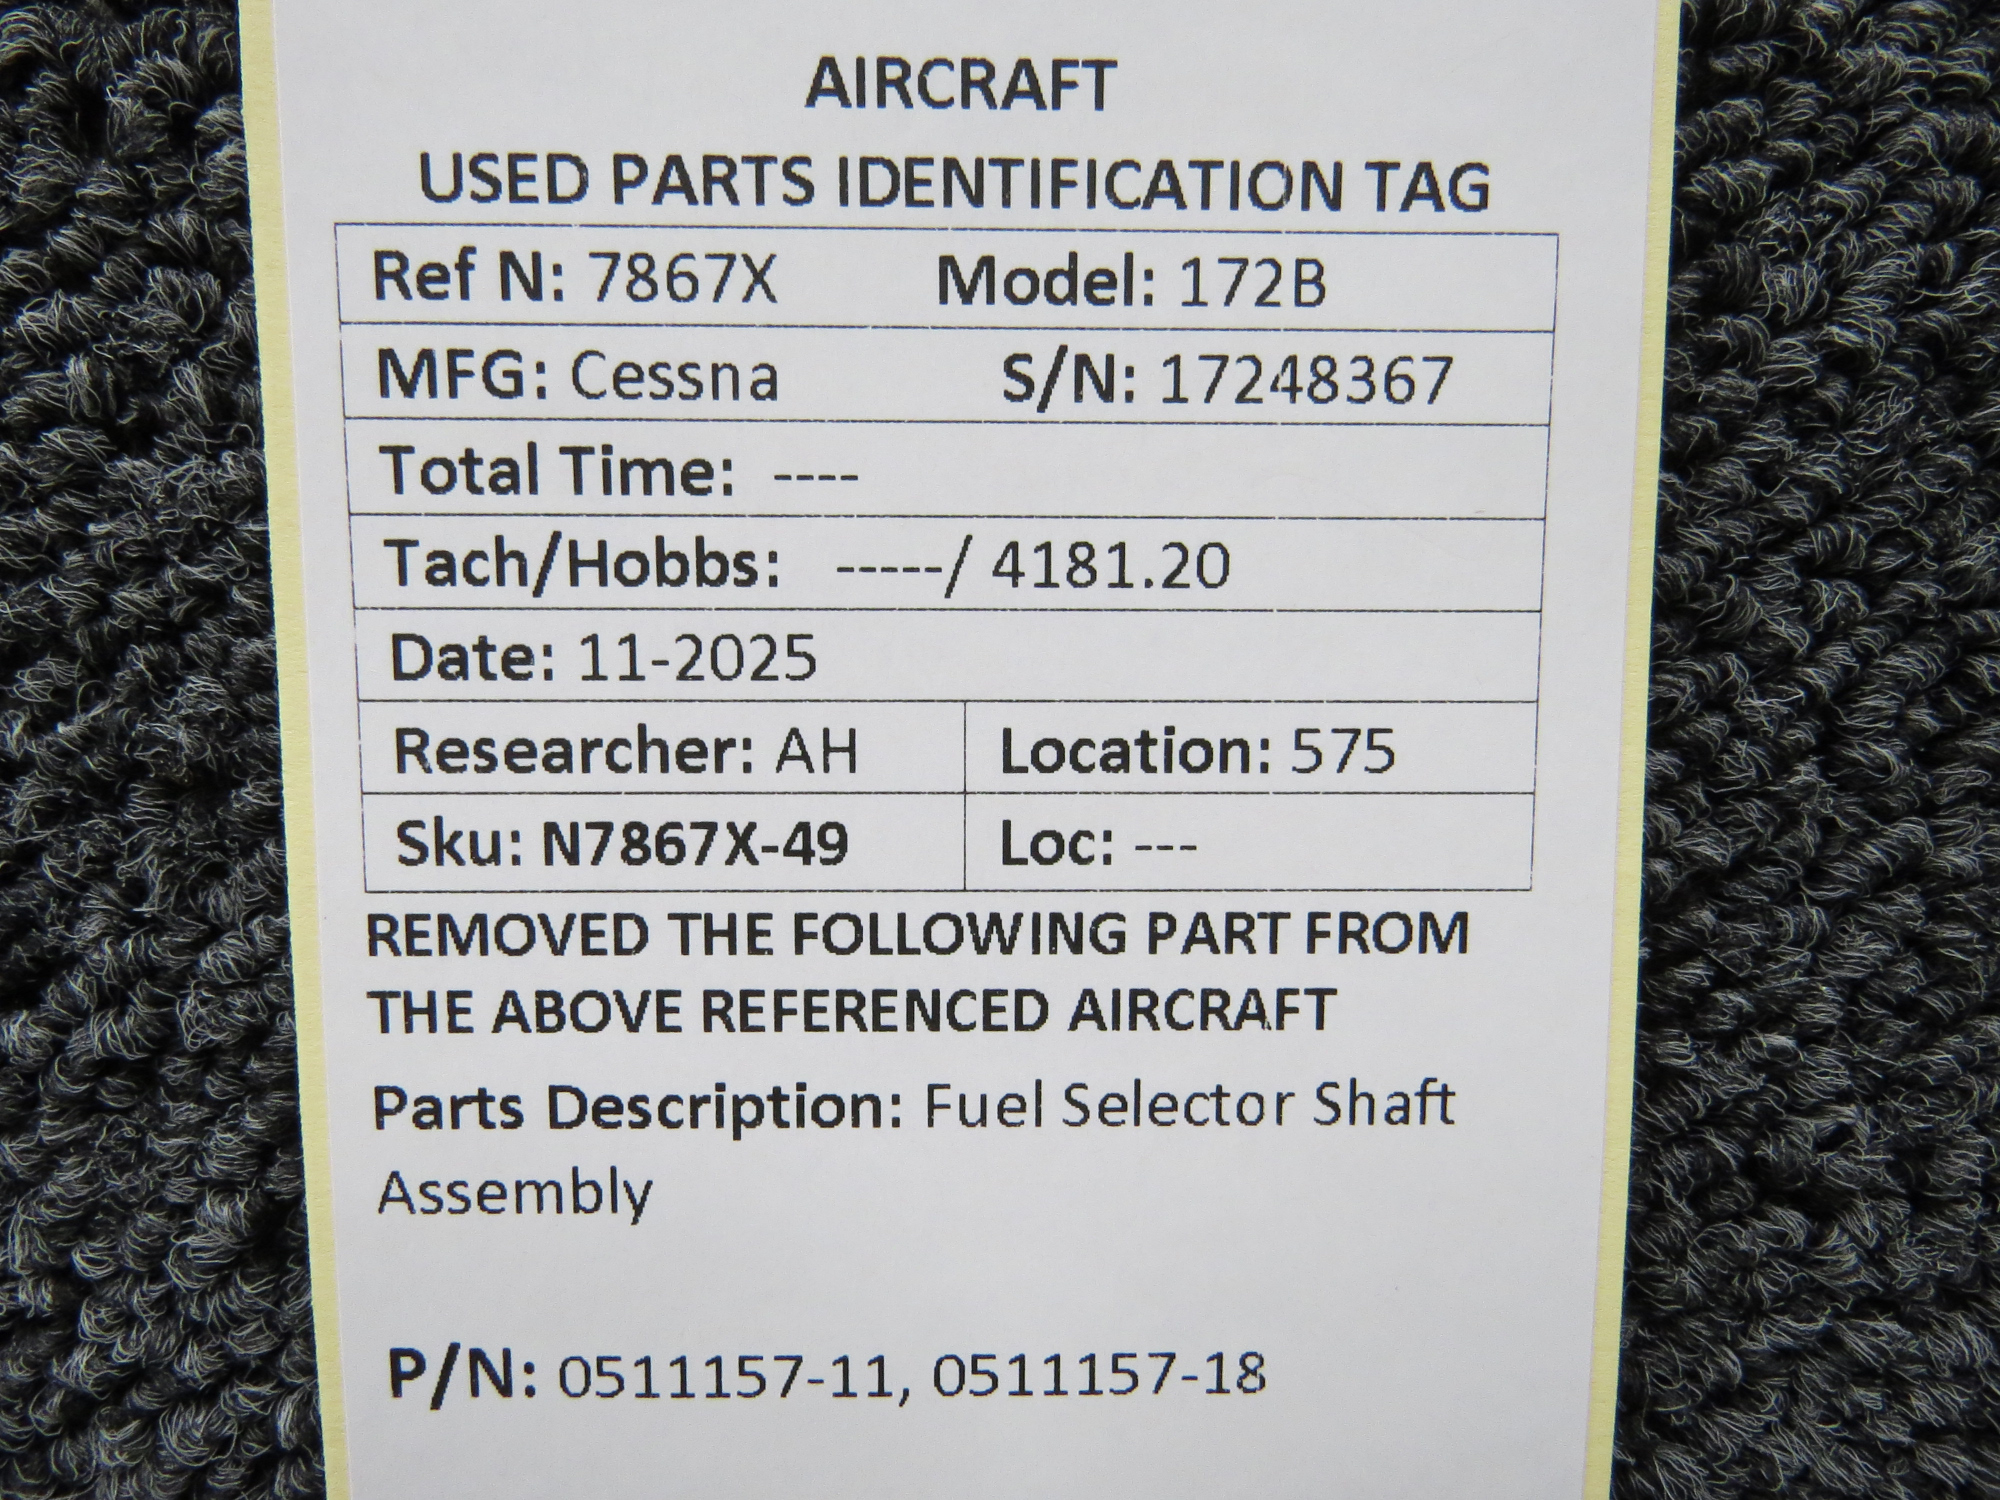 AIRCRAFT
USED PARTS IDENTIFICATION TAG
Ref N: 7867X Model: 172B
MFG: Cessna S/N: 17248367
Total Time: ----
Tach/Hobbs: -----/ 4181.20
Date: 11-2025
Researcher: AH Location: 575
Sku: N7867X-49 Loc: ---
REMOVED THE FOLLOWING PART FROM
THE ABOVE REFERENCED AIRCRAFT
Parts Description: Fuel Selector Shaft
Assembly
P/N: 0511157-11, 0511157-18